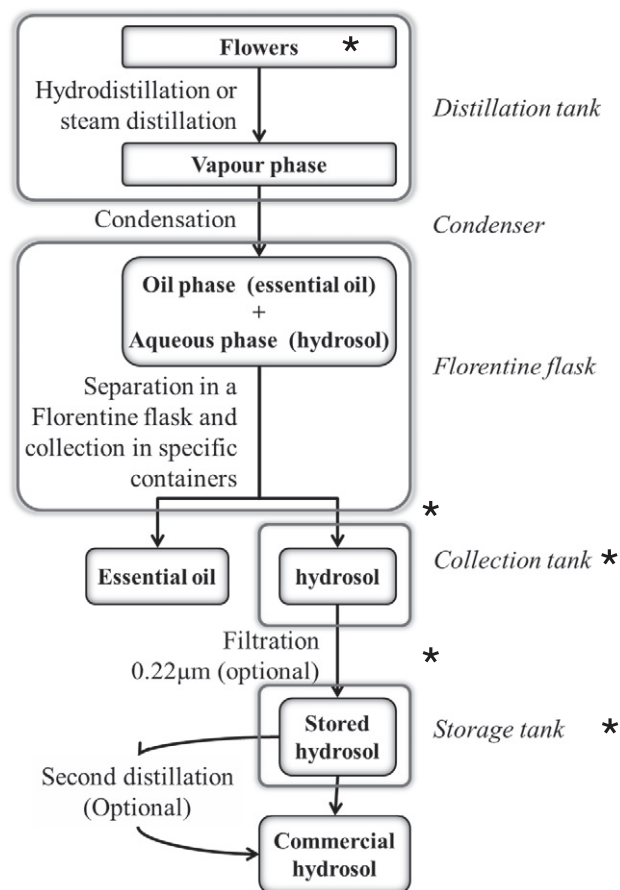 Flowers *
Hydrodistillation or
steam distillation
Distillation tank
Vapour phase
Condensation
Condenser
Oil phase (essential oil)
+
Aqueous phase (hydrosol)
Florentine flask
Separation in a
Florentine flask and
collection in specific
containers
*
Essential oil
hydrosol
Collection tank *
Filtration
0.22µm (optional)
*
Stored
hydrosol
Storage tank *
Second distillation
(Optional)
Commercial
hydrosol